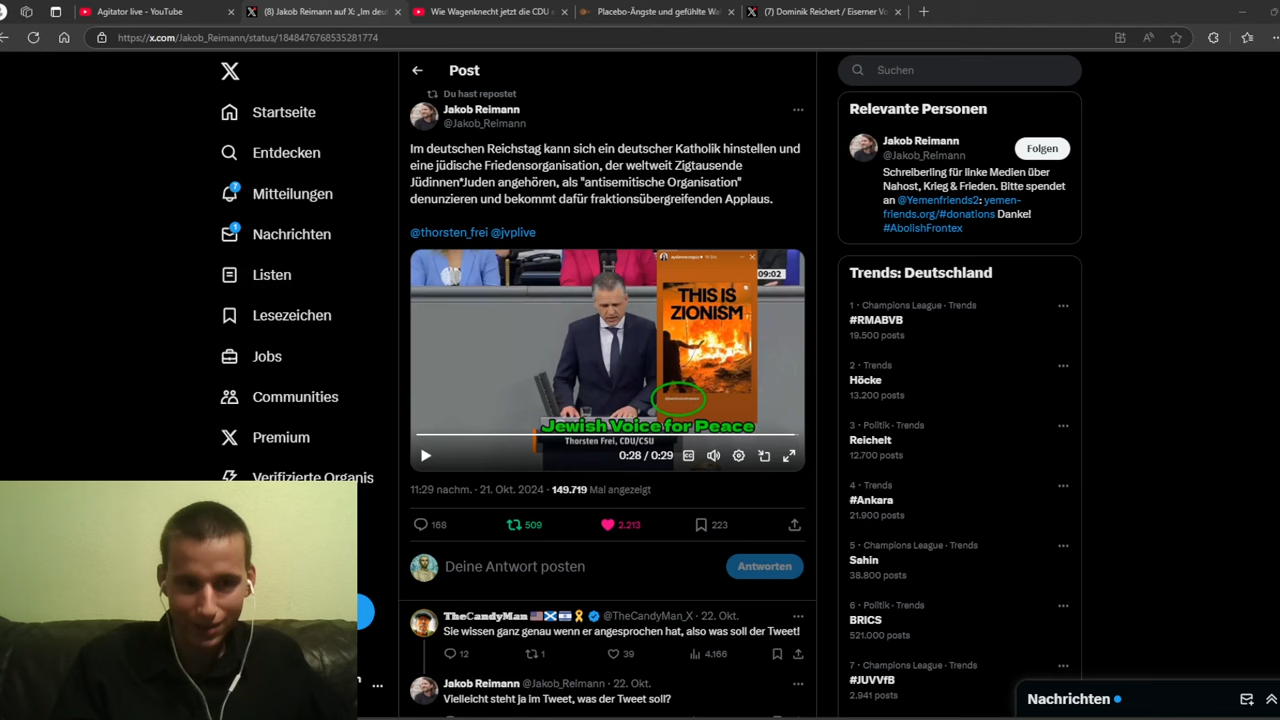 Agitator live - YouTube
(8) Jakob Reimann auf X: „Im deu
Wie Wagenknecht jetzt die CDU
Placebo-Ängste und gefühlte Wa
(7) Dominik Reichert / Eiserner Vo
https://x.com/Jakob_Reimann/status/1848476768535281774
Startseite
Entdecken
7
Mitteilungen
1
Nachrichten
Listen
Lesezeichen
Jobs
Communities
Premium
Verifizierte Organis
Post
Du hast repostet
Jakob Reimann
@Jakob_Reimann
Im deutschen Reichstag kann sich ein deutscher Katholik hinstellen und
eine jüdische Friedensorganisation, der weltweit Zigtausende
Jüdinnen*Juden angehören, als "antisemitische Organisation"
denunzieren und bekommt dafür fraktionsübergreifenden Applaus.
@thorsten_frei @jvplive
09:02
THIS IS
ZIONISM
Jewish Voice for Peace
Thorsten Frei, CDU/CSU
0:28 / 0:29
11:29 nachm. · 21. Okt. 2024 · 149.719 Mal angezeigt
168
509
2.213
223
Deine Antwort posten
Antworten
TheCandyMan @TheCandyMan_X · 22. Okt.
Sie wissen ganz genau wenn er angesprochen hat, also was soll der Tweet!
12
1
39
4.166
Jakob Reimann @Jakob_Reimann · 22. Okt.
Vielleicht steht ja im Tweet, was der Tweet soll?
Suchen
Relevante Personen
Jakob Reimann
@Jakob_Reimann
Folgen
Schreiberling für linke Medien über
Nahost, Krieg & Frieden. Bitte spendet
an @Yemenfriends2: yemen-
friends.org/#donations Danke!
#AbolishFrontex
Trends: Deutschland
1 · Champions League · Trends
#RMABVB
19.500 posts
2 · Trends
Höcke
13.200 posts
3 · Politik · Trends
Reichelt
12.700 posts
4 · Trends
#Ankara
21.900 posts
5 · Champions League · Trends
Sahin
38.800 posts
6 · Politik · Trends
BRICS
521.000 posts
7 · Champions League · Trends
#JUVVfB
2.941 posts
Nachrichten